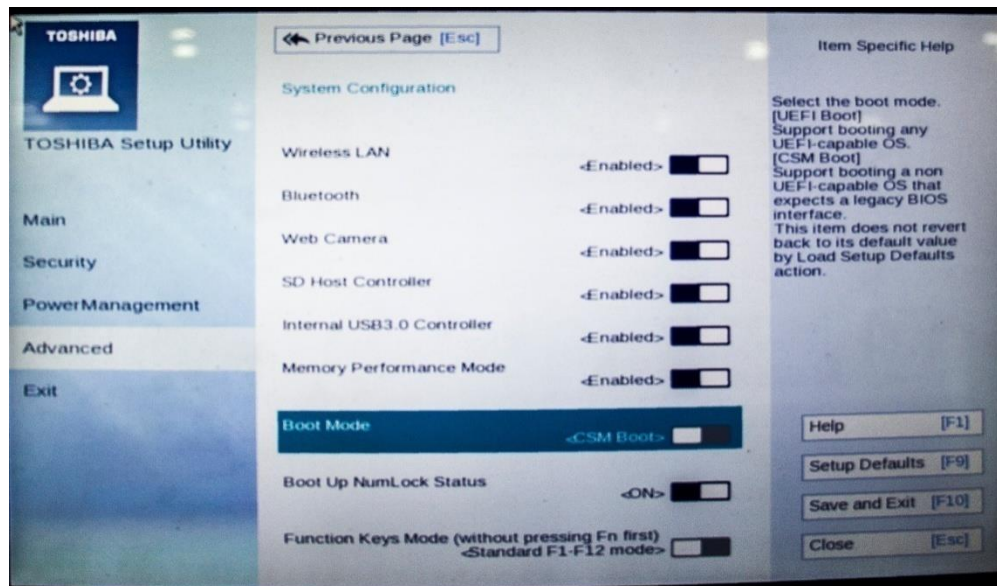 TOSHIBA
TOSHIBA Setup Utility
Main
Security
PowerManagement
Advanced
Exit
Previous Page [Esc]
System Configuration
Wireless LAN
<Enabled>
Bluetooth
<Enabled>
Web Camera
<Enabled>
SD Host Controller
<Enabled>
Internal USB3.0 Controller
<Enabled>
Memory Performance Mode
<Enabled>
Boot Mode
<CSM Boot>
Boot Up NumLock Status
<ON>
Function Keys Mode (without pressing Fn first)
<Standard F1-F12 mode>
Item Specific Help
Select the boot mode.
[UEFI Boot]
Support booting any
UEFI-capable OS.
[CSM Boot]
Support booting a non
UEFI-capable OS that
expects a legacy BIOS
interface.
This item does not revert
back to its default value
by Load Setup Defaults
action.
Help [F1]
Setup Defaults [F9]
Save and Exit [F10]
Close [Esc]